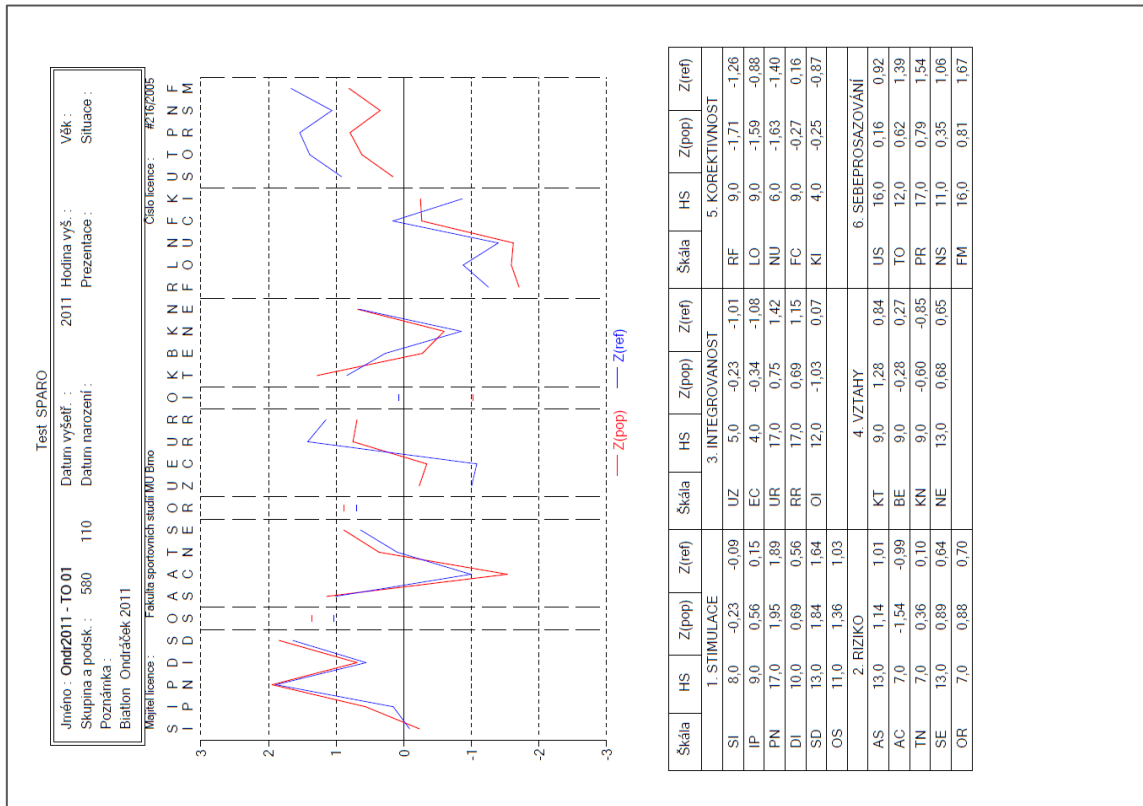 Test SPARO
Jméno : Ondr2011 - TO 01 Datum vyšetř. : 2011 Hodina vyš. : Věk :
Skupina a podsk. : 580 110 Datum narození : Prezentace : Situace :
Poznámka :
Biatlon Ondráček 2011
Majitel licence : Fakulta sportovních studií MU Brno Číslo licence : #216/2005
S I P D S O A A T S O U E U R O K B K N R L N F K U T P N F
I P N I D S S C N E R Z C R R I T E N E F O U C I S O R S M
3
2
1
0
-1
-2
-3
Z(pop) Z(ref)
Škála HS Z(pop) Z(ref) Škála HS Z(pop) Z(ref) Škála HS Z(pop) Z(ref)
1. STIMULACE 3. INTEGROVANOST 5. KOREKTIVNOST
SI 8,0 -0,23 -0,09 UZ 5,0 -0,23 -1,01 RF 9,0 -1,71 -1,26
IP 9,0 0,56 0,15 EC 4,0 -0,34 -1,08 LO 9,0 -1,59 -0,88
PN 17,0 1,95 1,89 UR 17,0 0,75 1,42 NU 6,0 -1,63 -1,40
DI 10,0 0,69 0,56 RR 17,0 0,69 1,15 FC 9,0 -0,27 0,16
SD 13,0 1,84 1,64 OI 12,0 -1,03 0,07 KI 4,0 -0,25 -0,87
OS 11,0 1,36 1,03
2. RIZIKO 4. VZTAHY 6. SEBEPROSAZOVÁNÍ
AS 13,0 1,14 1,01 KT 9,0 1,28 0,84 US 16,0 0,16 0,92
AC 7,0 -1,54 -0,99 BE 9,0 -0,28 0,27 TO 12,0 0,62 1,39
TN 7,0 0,36 0,10 KN 9,0 -0,60 -0,85 PR 17,0 0,79 1,54
SE 13,0 0,89 0,64 NE 13,0 0,68 0,65 NS 11,0 0,35 1,06
OR 7,0 0,88 0,70 FM 16,0 0,81 1,67